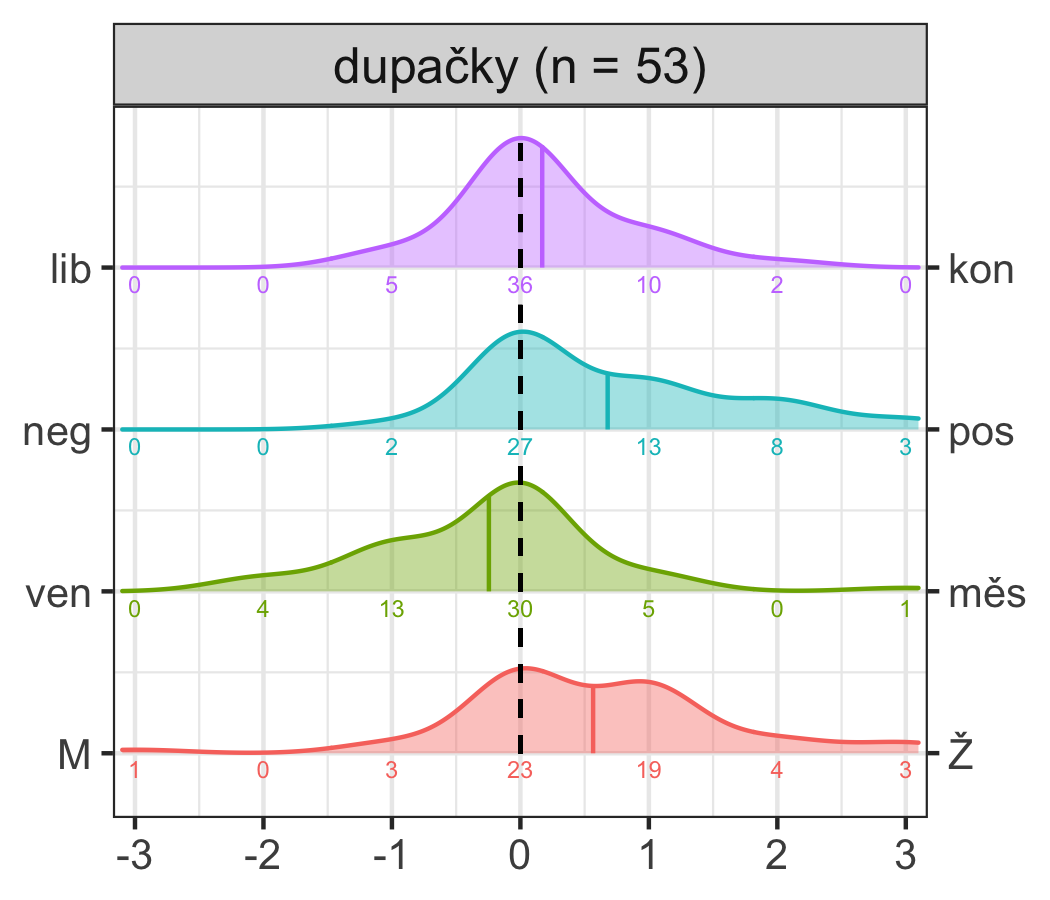 dupačky (n = 53)
lib kon
0 0 5 36 10 2 0
neg pos
0 0 2 27 13 8 3
ven měs
0 4 13 30 5 0 1
M Ž
1 0 3 23 19 4 3
-3 -2 -1 0 1 2 3